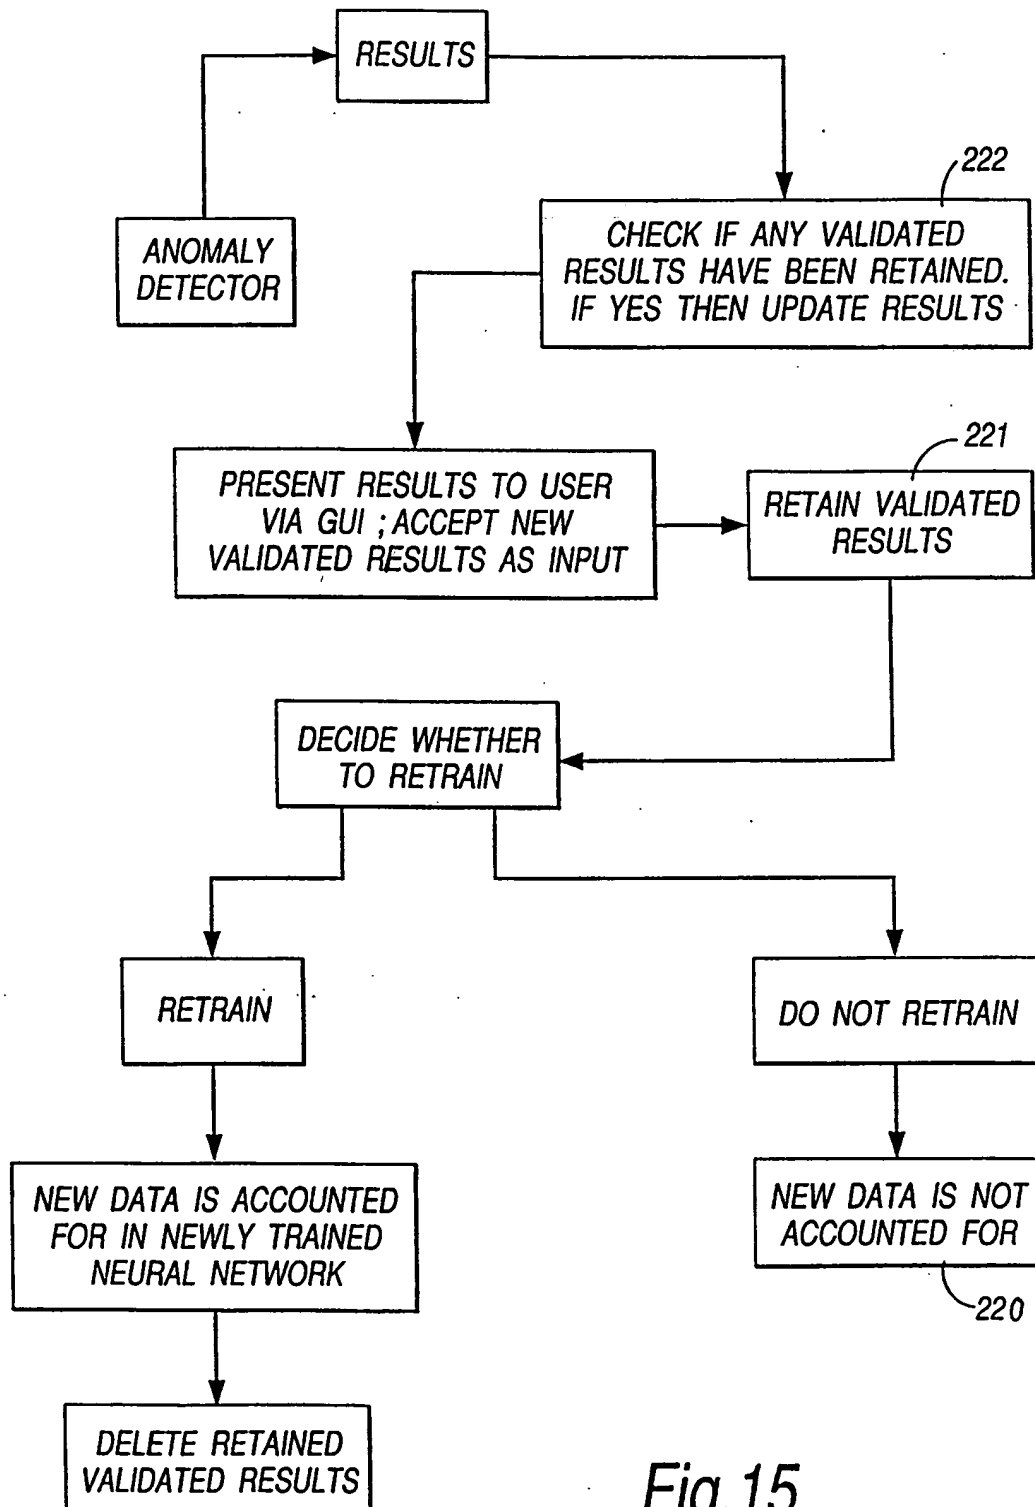 RESULTS
222
ANOMALY
DETECTOR
CHECK IF ANY VALIDATED
RESULTS HAVE BEEN RETAINED.
IF YES THEN UPDATE RESULTS
221
PRESENT RESULTS TO USER
VIA GUI ; ACCEPT NEW
VALIDATED RESULTS AS INPUT
RETAIN VALIDATED
RESULTS
DECIDE WHETHER
TO RETRAIN
RETRAIN
DO NOT RETRAIN
NEW DATA IS ACCOUNTED
FOR IN NEWLY TRAINED
NEURAL NETWORK
NEW DATA IS NOT
ACCOUNTED FOR
220
DELETE RETAINED
VALIDATED RESULTS
Fig.15